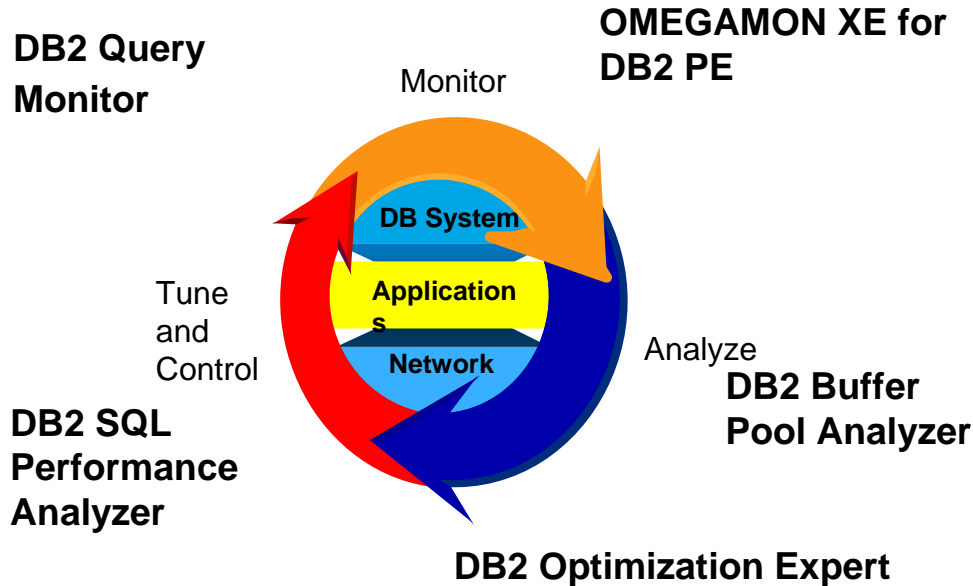 OMEGAMON XE for
DB2 PE
DB2 Query
Monitor
Monitor
DB System
Application
s
Network
Tune
and
Control
Analyze
DB2 Buffer
Pool Analyzer
DB2 SQL
Performance
Analyzer
DB2 Optimization Expert